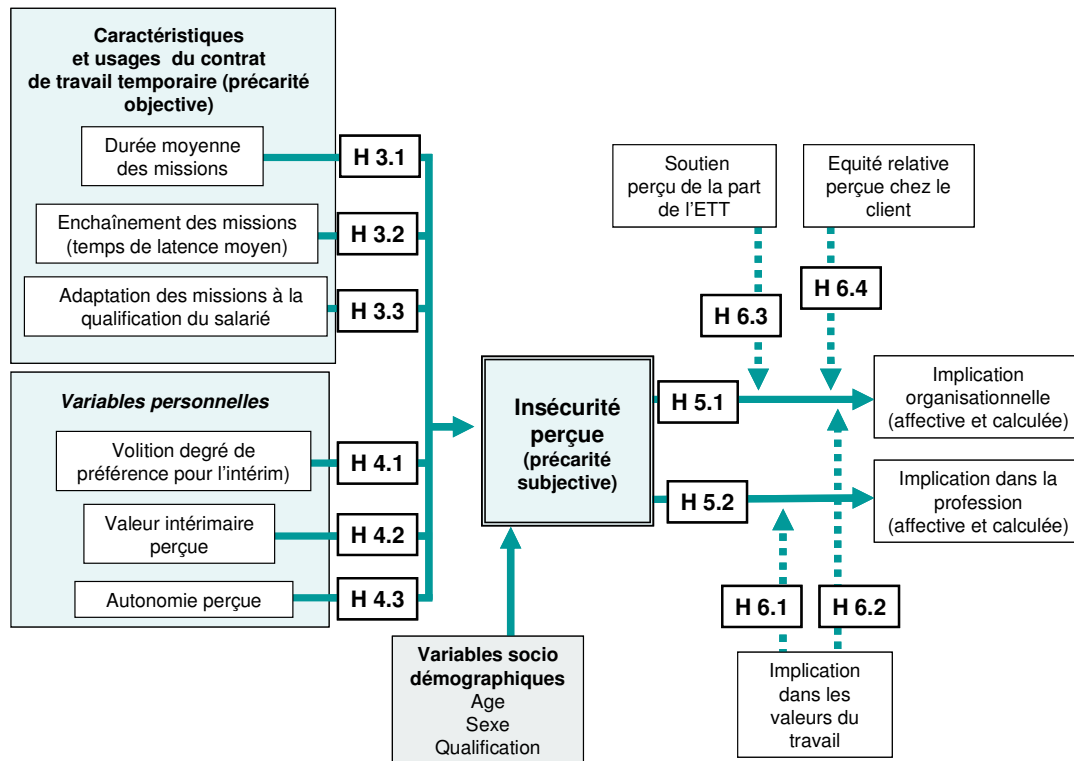 Caractéristiques
et usages du contrat
de travail temporaire (précarité
objective)
Durée moyenne
des missions
H 3.1
Enchaînement des missions
(temps de latence moyen)
H 3.2
Adaptation des missions à la
qualification du salarié
H 3.3
Variables personnelles
Volition degré de
préférence pour l'intérim)
H 4.1
Valeur intérimaire
perçue
H 4.2
Autonomie perçue
H 4.3
Insécurité
perçue
(précarité
subjective)
Variables socio
démographiques
Age
Sexe
Qualification
Soutien
perçu de la part
de l'ETT
Equité relative
perçue chez le
client
H 6.3
H 6.4
H 5.1
Implication
organisationnelle
(affective et calculée)
H 5.2
Implication dans la
profession
(affective et calculée)
H 6.1
H 6.2
Implication
dans les
valeurs du
travail